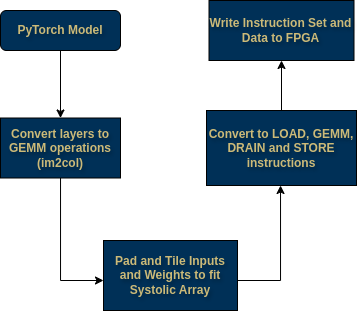 PyTorch Model
Convert layers to
GEMM operations
(im2col)
Pad and Tile Inputs
and Weights to fit
Systolic Array
Convert to LOAD, GEMM,
DRAIN and STORE
instructions
Write Instruction Set and
Data to FPGA